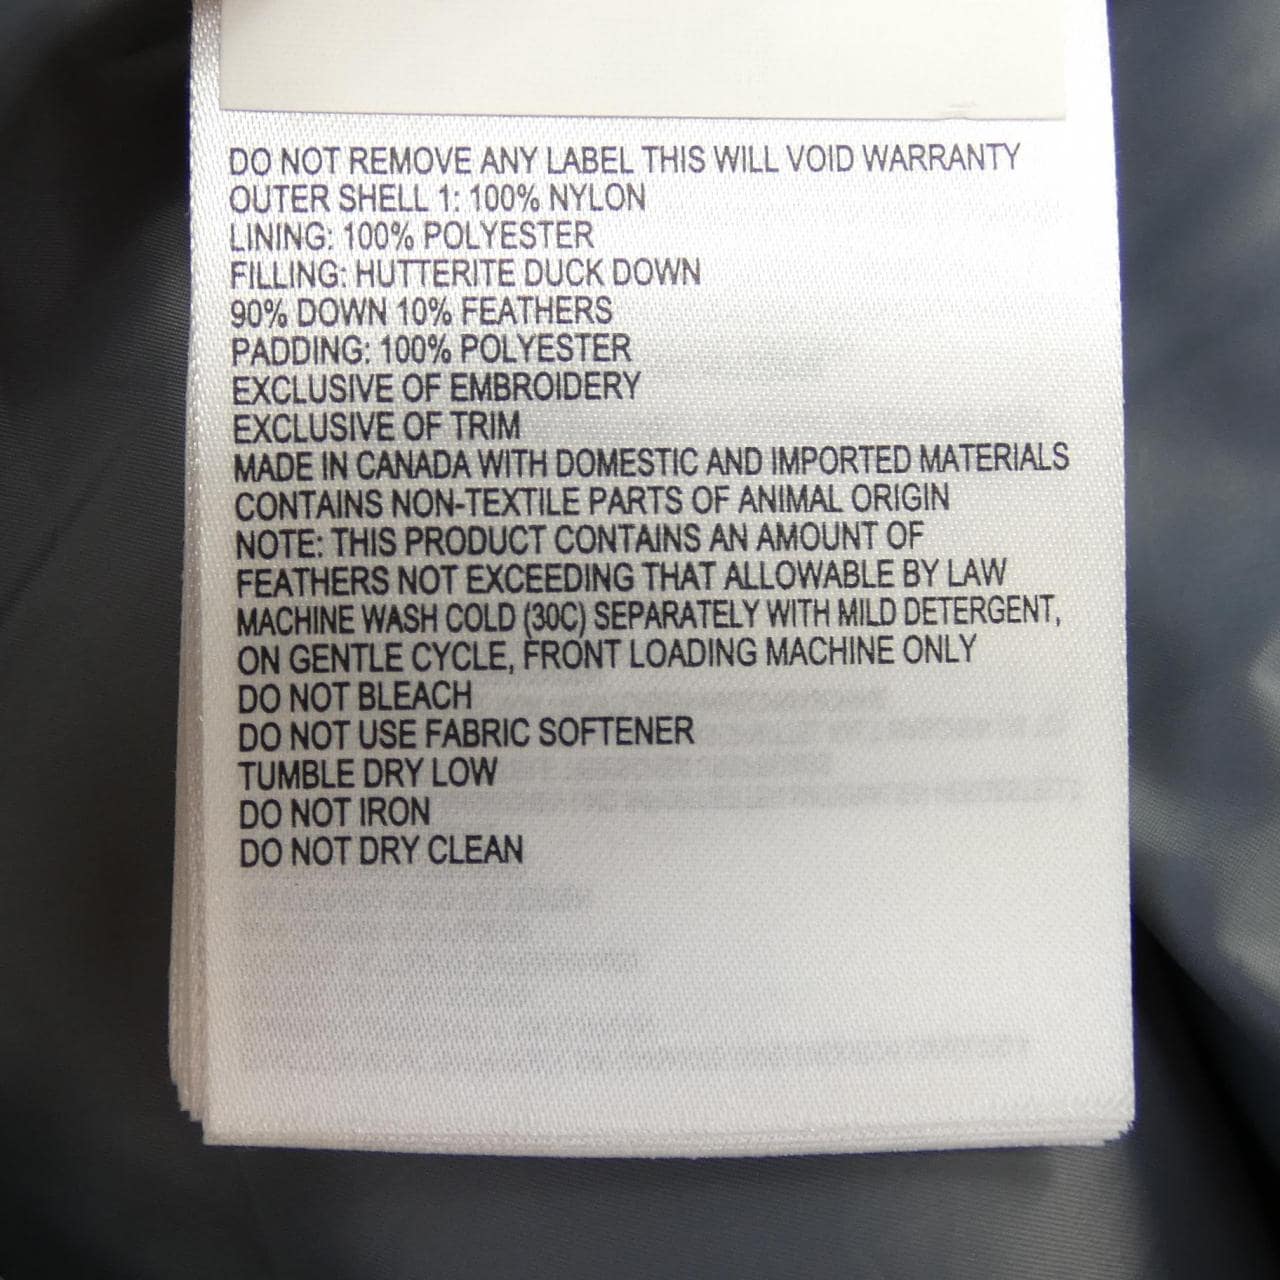 DO NOT REMOVE ANY LABEL THIS WILL VOID WARRANTY
OUTER SHELL 1: 100% NYLON
LINING: 100% POLYESTER
FILLING: HUTTERITE DUCK DOWN
90% DOWN 10% FEATHERS
PADDING: 100% POLYESTER
EXCLUSIVE OF EMBROIDERY
EXCLUSIVE OF TRIM
MADE IN CANADA WITH DOMESTIC AND IMPORTED MATERIALS
CONTAINS NON-TEXTILE PARTS OF ANIMAL ORIGIN
NOTE: THIS PRODUCT CONTAINS AN AMOUNT OF
FEATHERS NOT EXCEEDING THAT ALLOWABLE BY LAW
MACHINE WASH COLD (30C) SEPARATELY WITH MILD DETERGENT,
ON GENTLE CYCLE, FRONT LOADING MACHINE ONLY
DO NOT BLEACH
DO NOT USE FABRIC SOFTENER
TUMBLE DRY LOW
DO NOT IRON
DO NOT DRY CLEAN